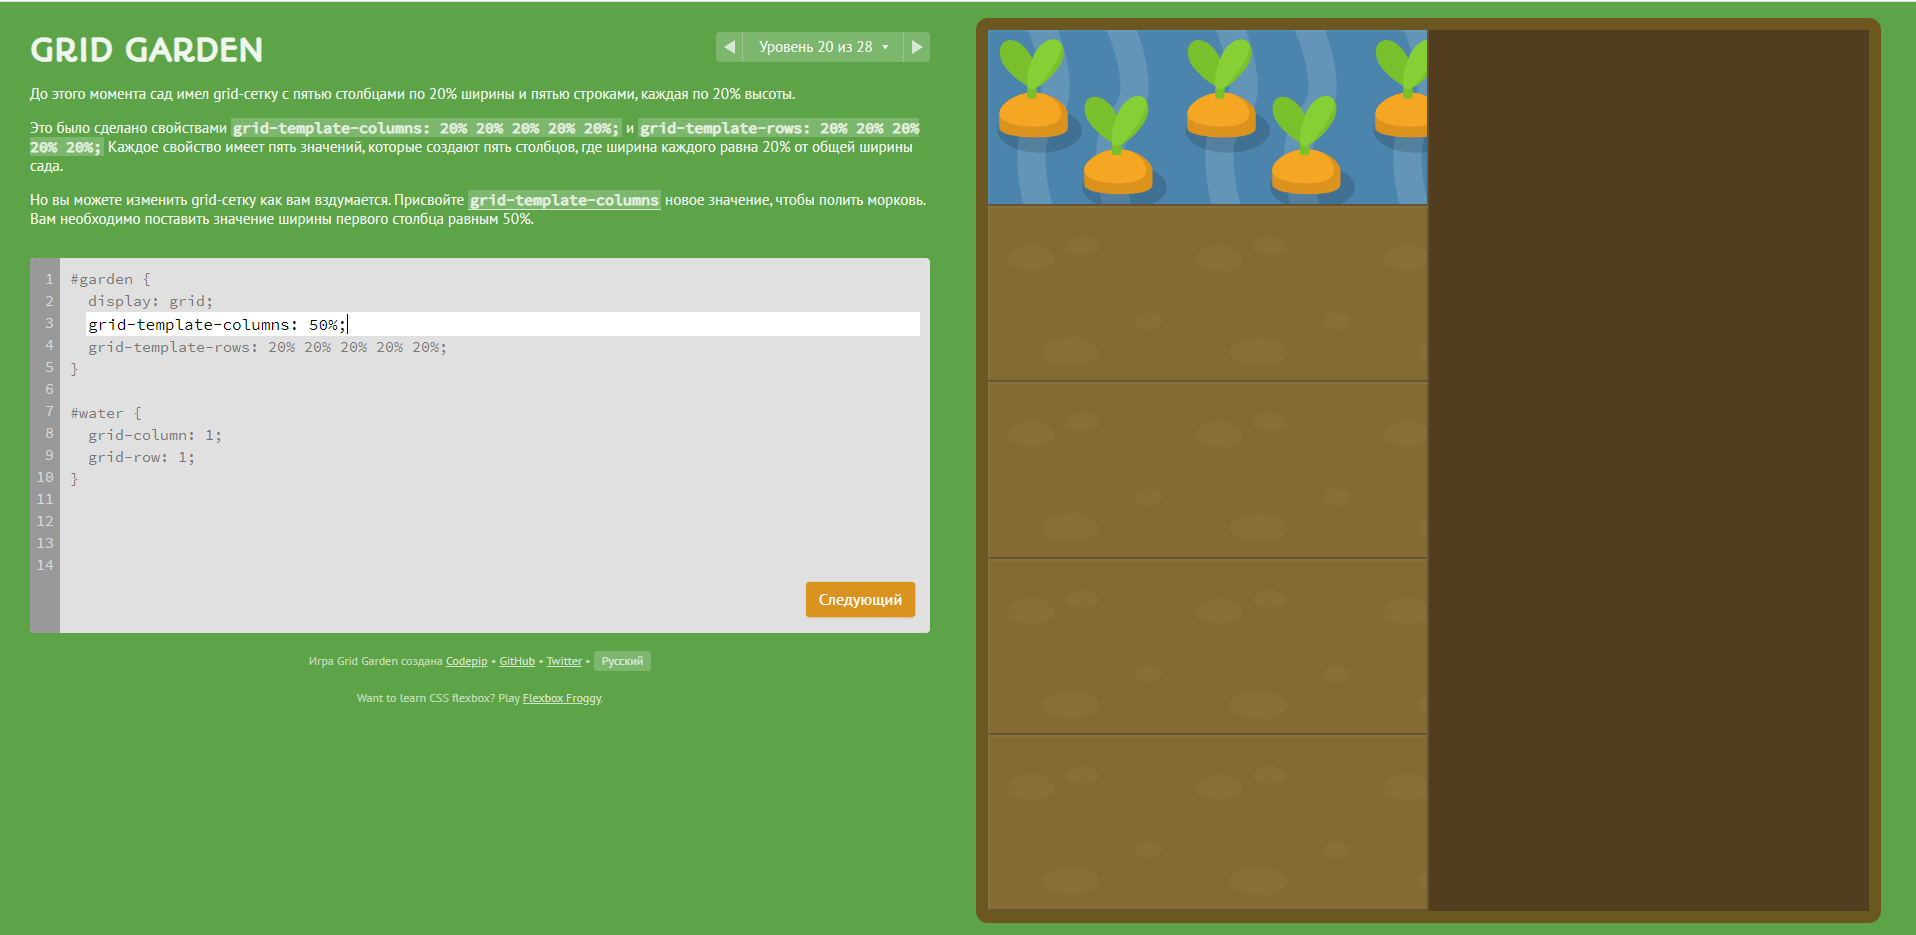 GRID GARDEN
Уровень 20 из 28
До этого момента сад имел grid-сетку с пятью столбцами по 20% ширины и пятью строками, каждая по 20% высоты.
Это было сделано свойствами grid-template-columns: 20% 20% 20% 20% 20%; и grid-template-rows: 20% 20% 20%
20% 20%; Каждое свойство имеет пять значений, которые создают пять столбцов, где ширина каждого равна 20% от общей ширины
сада.
Но вы можете изменить grid-сетку как вам вздумается. Присвойте grid-template-columns новое значение, чтобы полить морковь.
Вам необходимо поставить значение ширины первого столбца равным 50%.
1 #garden {
2 display: grid;
3 grid-template-columns: 50%;
4 grid-template-rows: 20% 20% 20% 20% 20%;
5 }
6
7 #water {
8 grid-column: 1;
9 grid-row: 1;
10 }
11
12
13
14
Следующий
Игра Grid Garden создана Codepip • GitHub • Twitter • Русский
Want to learn CSS flexbox? Play Flexbox Froggy.